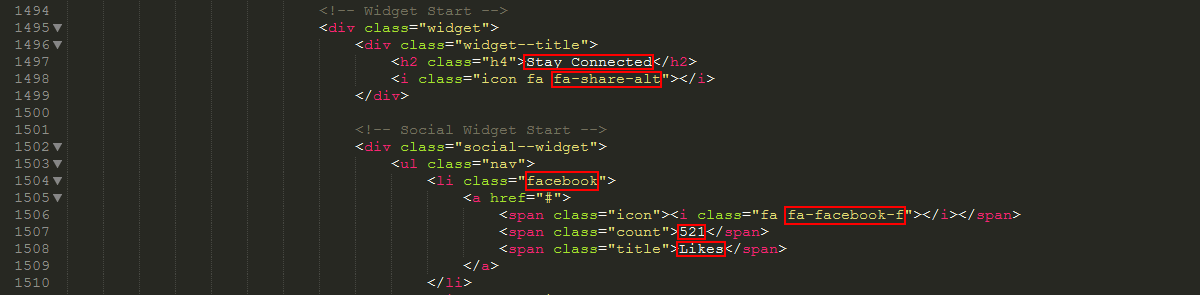 1494 <!-- Widget Start -->
1495 <div class="widget">
1496 <div class="widget--title">
1497 <h2 class="h4">Stay Connected</h2>
1498 <i class="icon fa fa-share-alt"></i>
1499 </div>
1500
1501 <!-- Social Widget Start -->
1502 <div class="social--widget">
1503 <ul class="nav">
1504 <li class="facebook">
1505 <a href="#">
1506 <span class="icon"><i class="fa fa-facebook-f"></i></span>
1507 <span class="count">521</span>
1508 <span class="title">Likes</span>
1509 </a>
1510 </li>